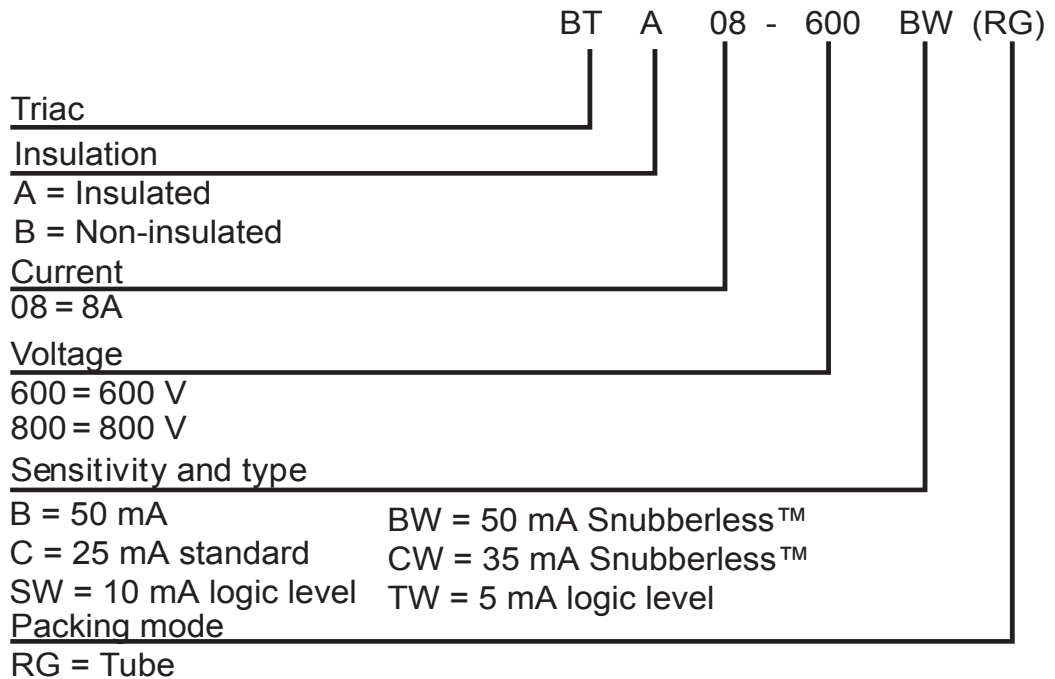 BT A 08 - 600 BW (RG)
Triac
Insulation
A = Insulated
B = Non-insulated
Current
08 = 8A
Voltage
600 = 600 V
800 = 800 V
Sensitivity and type
B = 50 mA BW = 50 mA Snubberless™
C = 25 mA standard CW = 35 mA Snubberless™
SW = 10 mA logic level TW = 5 mA logic level
Packing mode
RG = Tube